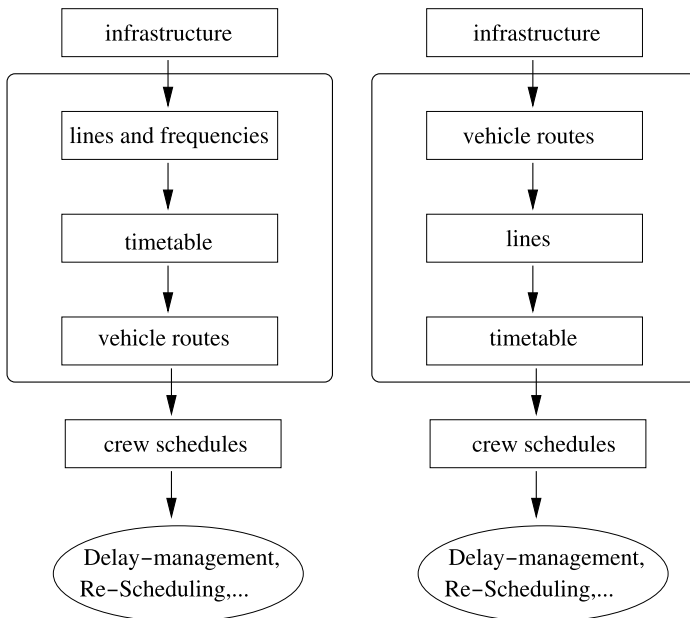 infrastructure
lines and frequencies
timetable
vehicle routes
crew schedules
Delay-management,
Re-Scheduling,...
infrastructure
vehicle routes
lines
timetable
crew schedules
Delay-management,
Re-Scheduling,...